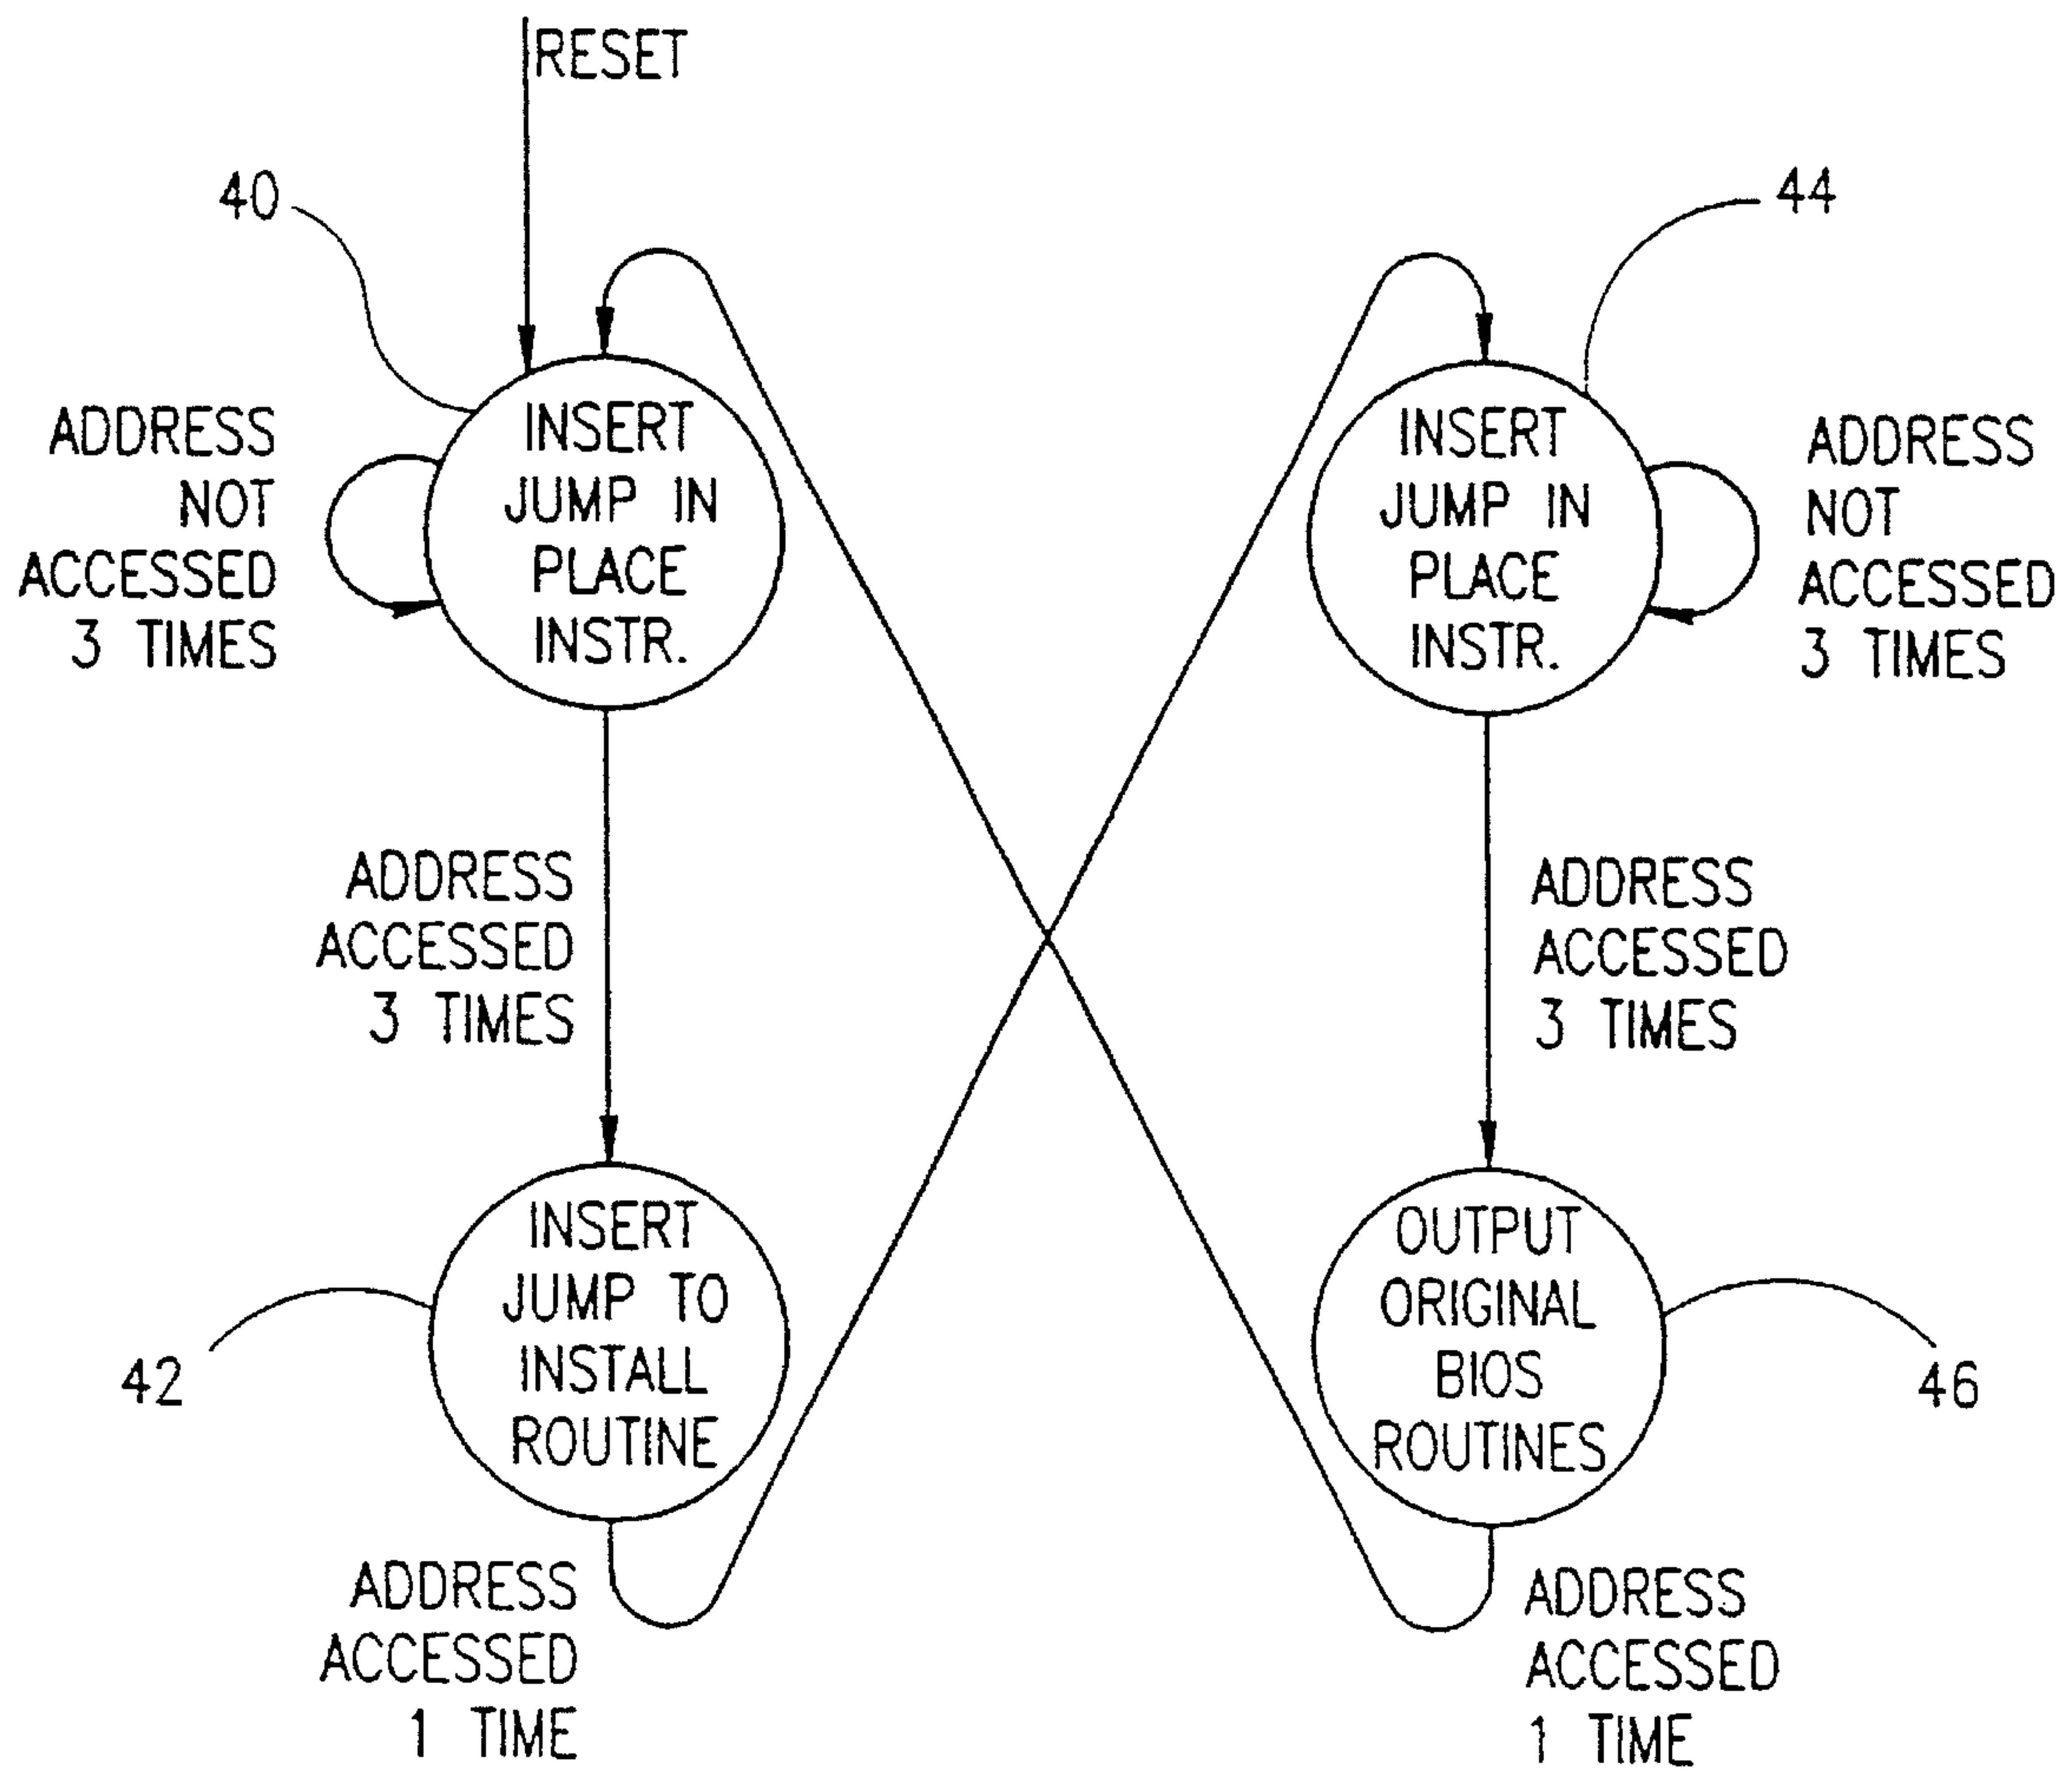 RESET
40
44
ADDRESS
NOT
ACCESSED
3 TIMES
INSERT
JUMP IN
PLACE
INSTR.
INSERT
JUMP IN
PLACE
INSTR.
ADDRESS
NOT
ACCESSED
3 TIMES
ADDRESS
ACCESSED
3 TIMES
ADDRESS
ACCESSED
3 TIMES
INSERT
JUMP TO
INSTALL
ROUTINE
42
OUTPUT
ORIGINAL
BIOS
ROUTINES
46
ADDRESS
ACCESSED
1 TIME
ADDRESS
ACCESSED
1 TIME